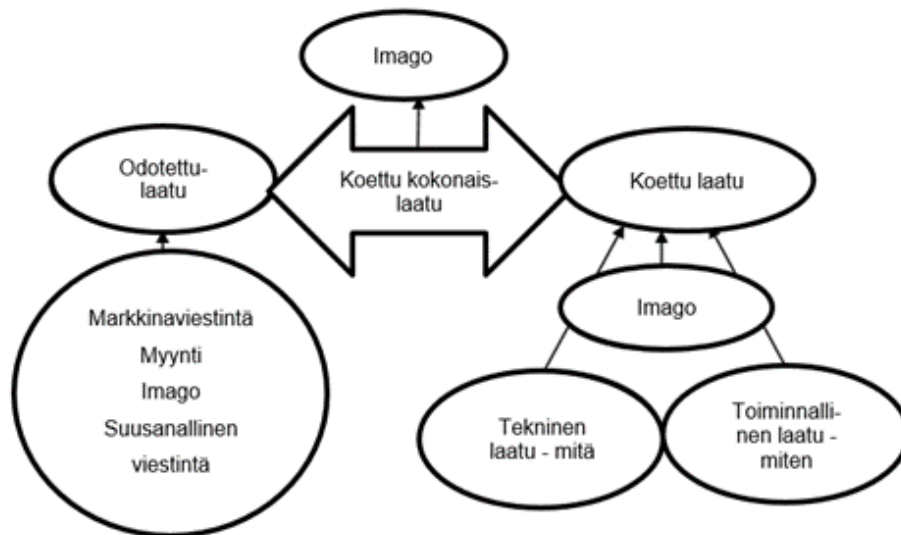 Imago
Odotettu-
laatu
Koettu kokonais-
laatu
Koettu laatu
Markkinaviestintä
Myynti
Imago
Suusanallinen
viestintä
Imago
Tekninen
laatu - mitä
Toiminnalli-
nen laatu -
miten